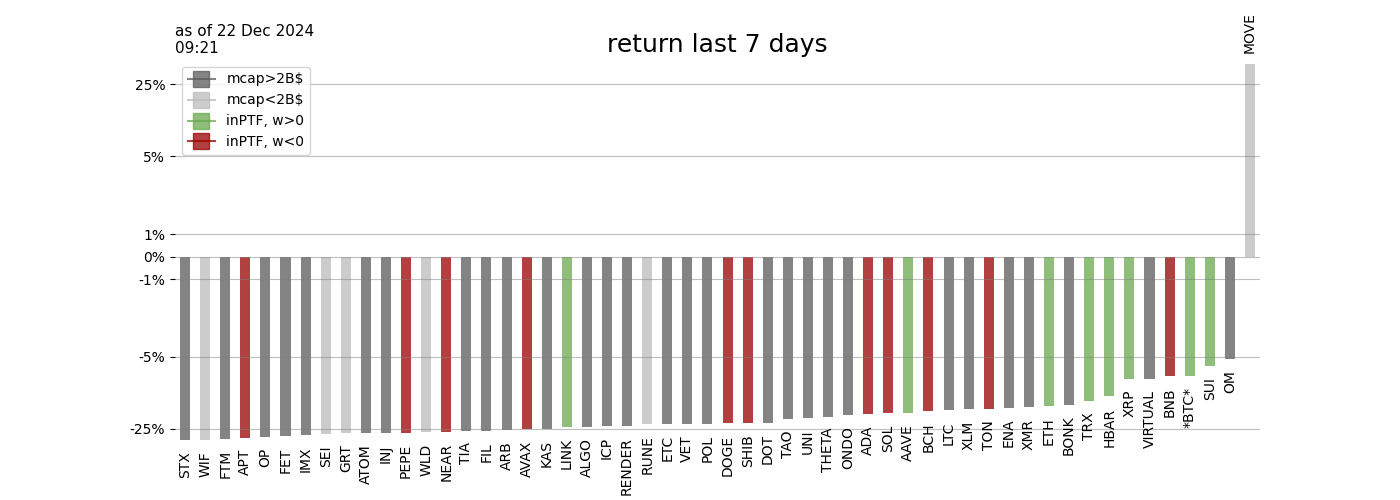 as of 22 Dec 2024
09:21
return last 7 days
MOVE
mcap>2B$
mcap<2B$
inPTF, w>0
inPTF, w<0
25%
5%
1%
0%
-1%
-5%
-25%
STX
WIF
FTM
APT
OP
FET
IMX
SEI
GRT
ATOM
INJ
PEPE
WLD
NEAR
TIA
FIL
ARB
AVAX
KAS
LINK
ALGO
ICP
RENDER
RUNE
ETC
VET
POL
DOGE
SHIB
DOT
TAO
UNI
THETA
ONDO
ADA
SOL
AAVE
BCH
LTC
XLM
TON
ENA
XMR
ETH
BONK
TRX
HBAR
XRP
VIRTUAL
BNB
*BTC*
SUI
OM